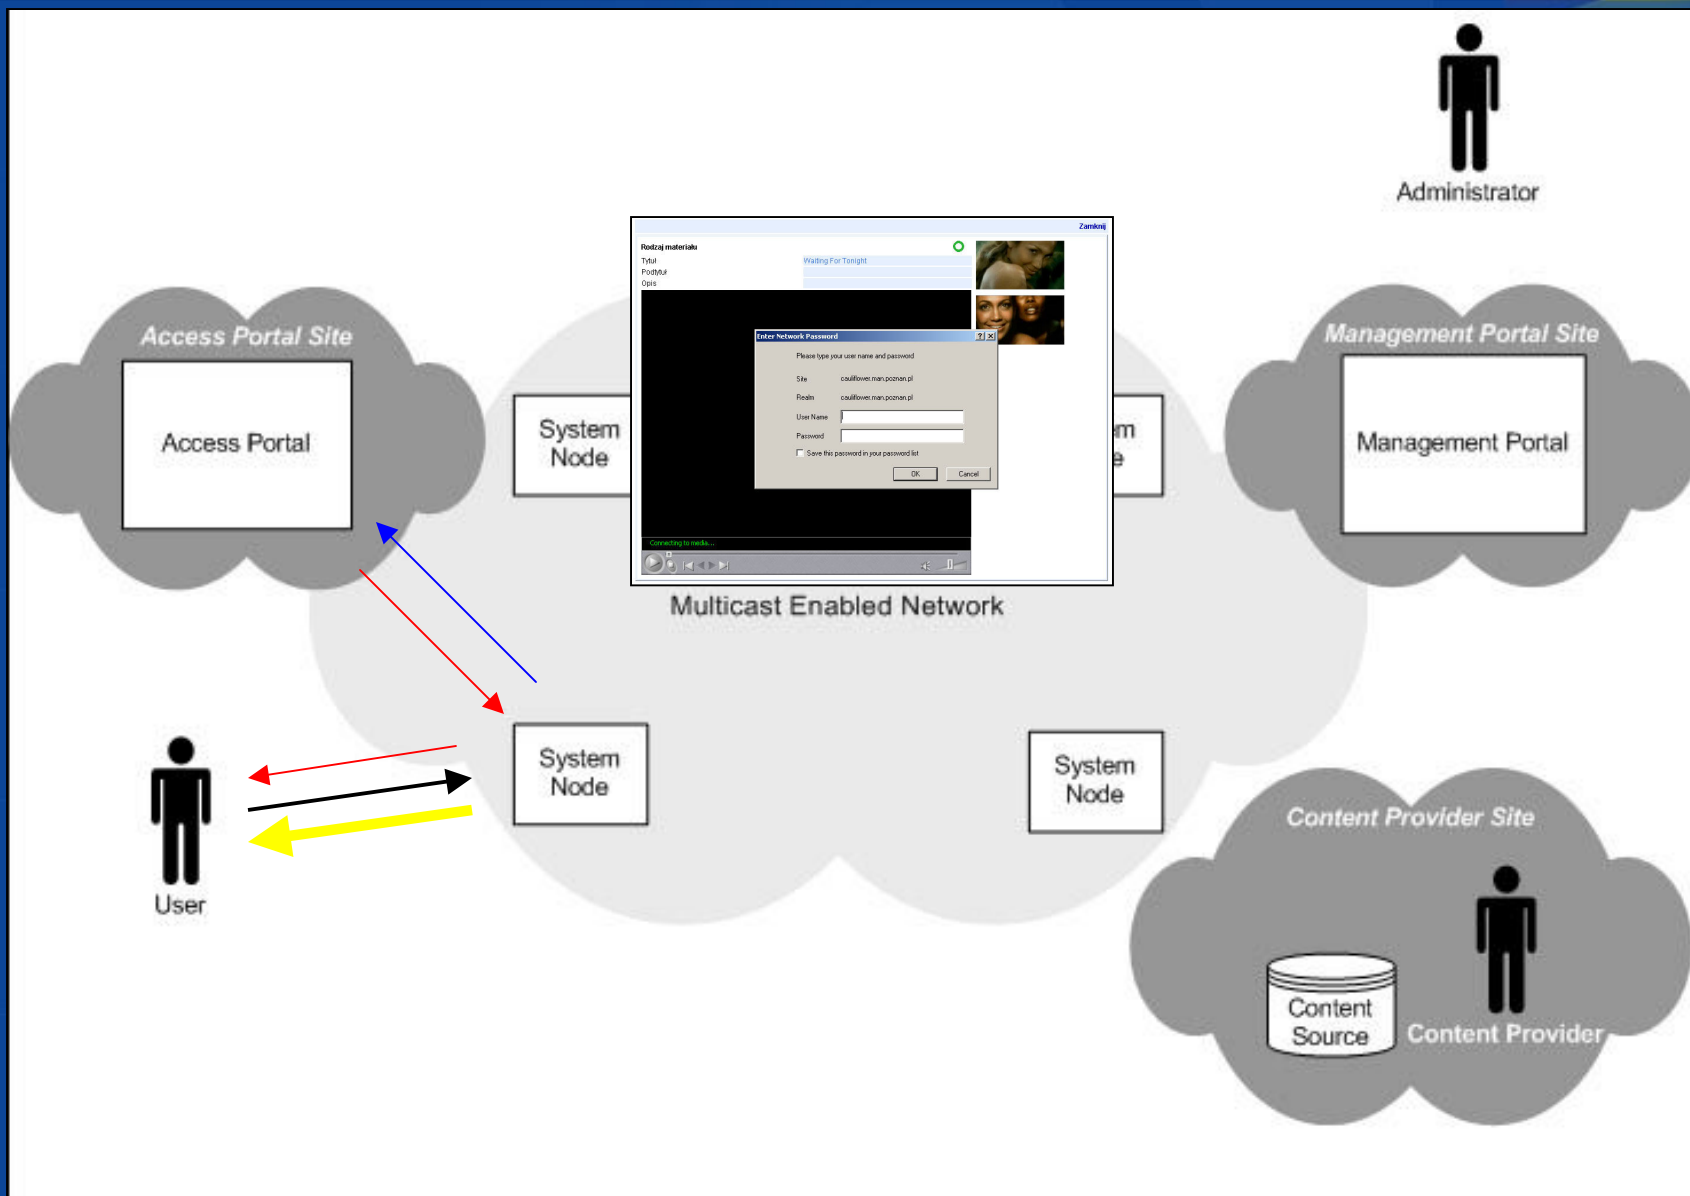 Administrator
Zamknij
Rodzaj materiału
Tytuł
Waiting For Tonight
Podtytuł
Opis
Enter Network Password
Please type your user name and password
Site
cauliflower.man.poznan.pl
Realm
cauliflower.man.poznan.pl
User Name
Password
Save this password in your password list
OK
Cancel
Connecting to media...
Access Portal Site
Access Portal
System
Node
em
e
Management Portal Site
Management Portal
Multicast Enabled Network
System
Node
System
Node
User
Content Provider Site
Content
Source
Content Provider